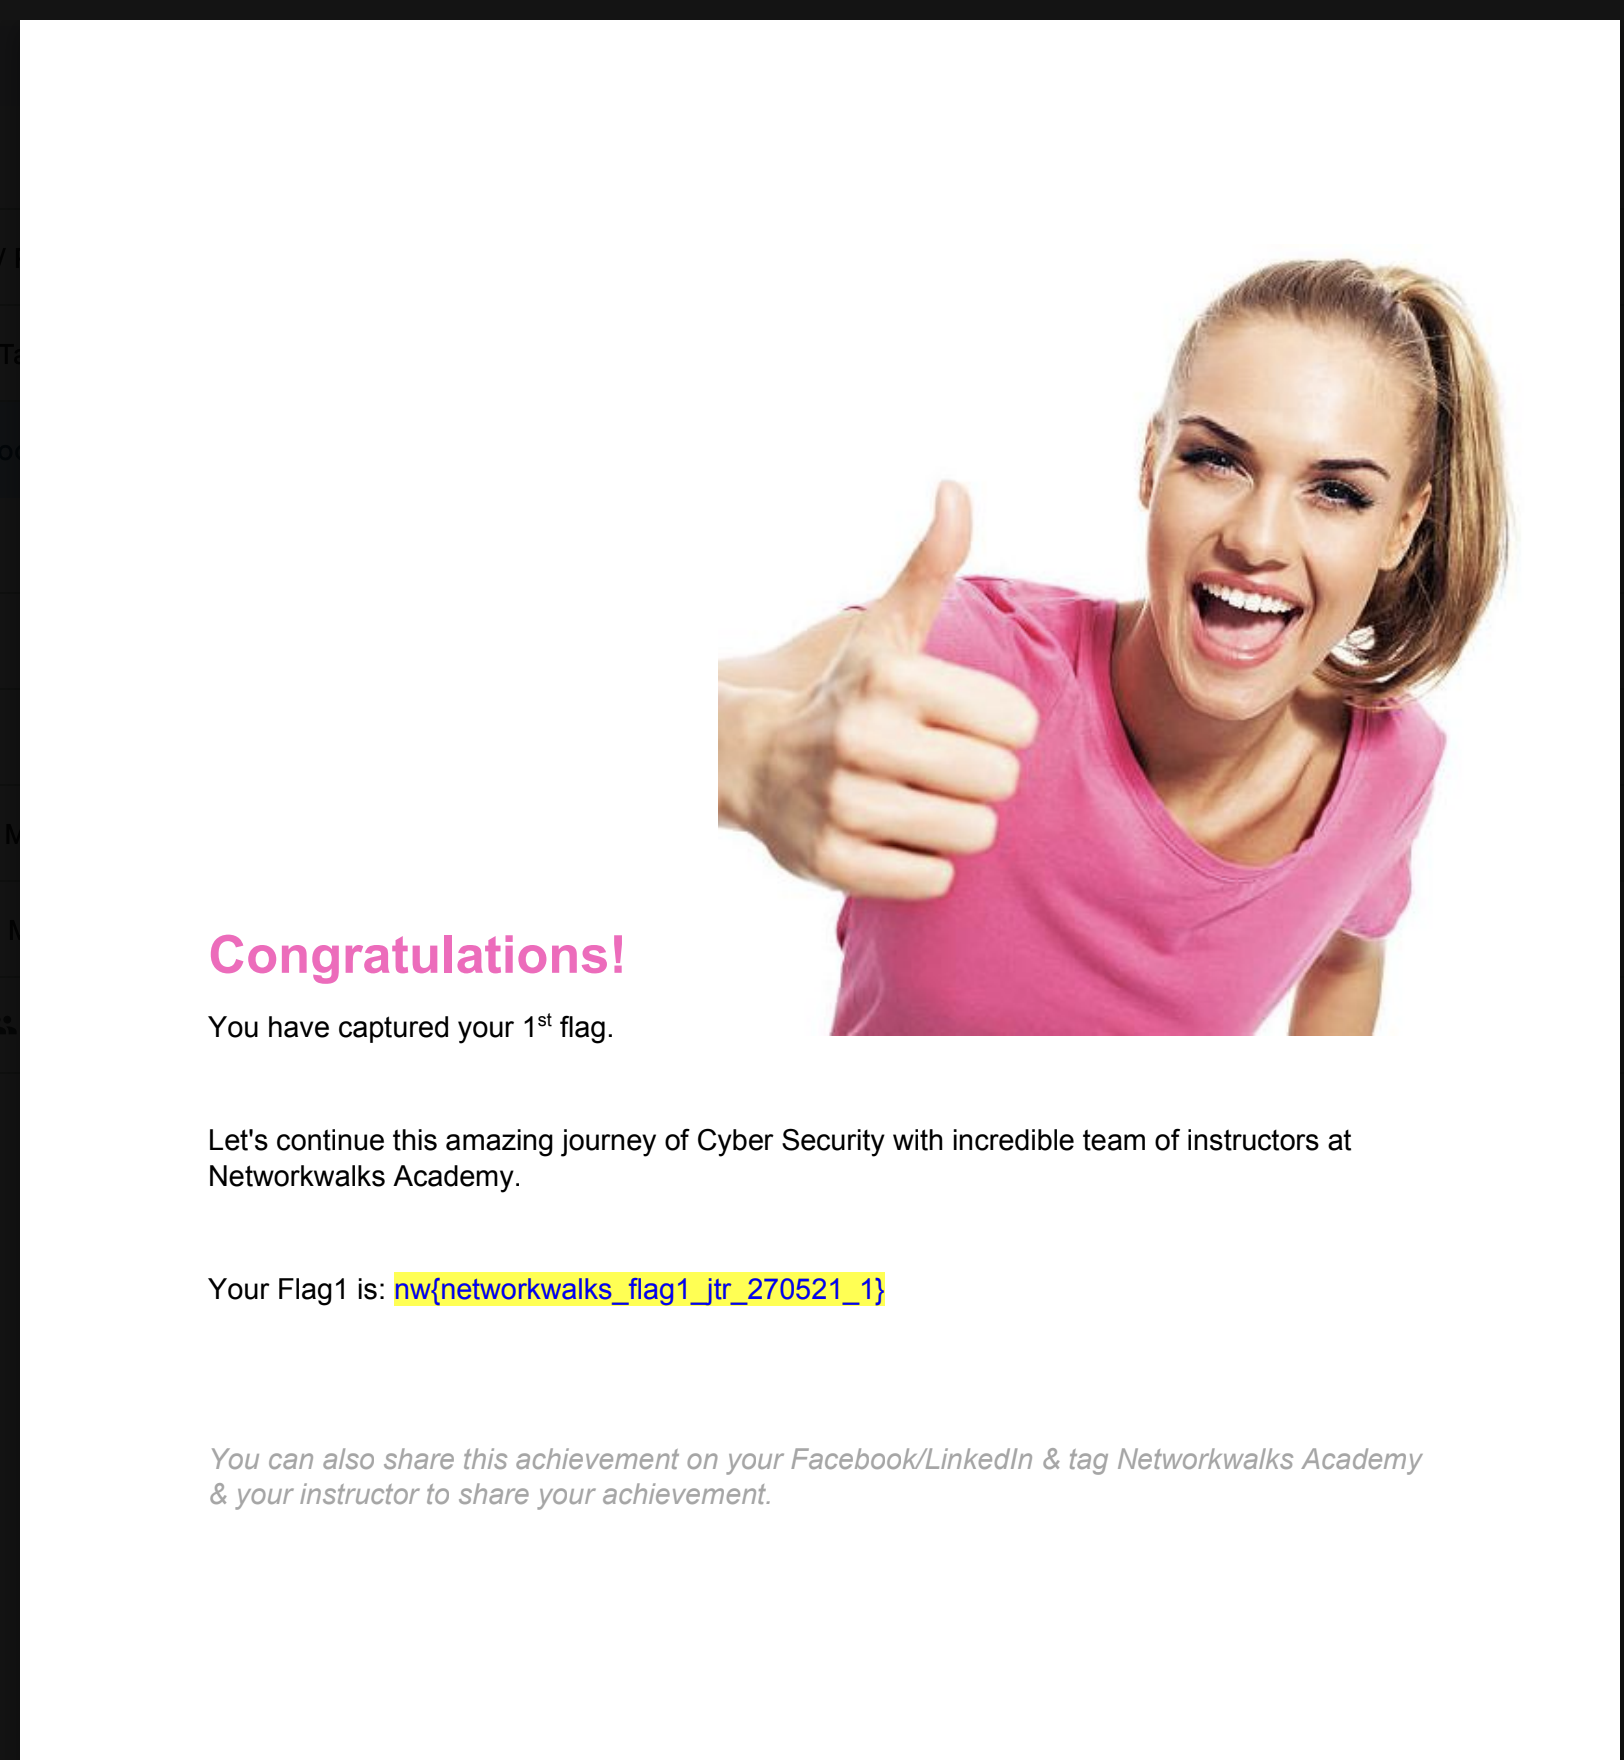 Congratulations!
You have captured your 1st flag.
Let's continue this amazing journey of Cyber Security with incredible team of instructors at
Networkwalks Academy.
Your Flag1 is: nw{networkwalks_flag1_jtr_270521_1}
You can also share this achievement on your Facebook/LinkedIn & tag Networkwalks Academy
& your instructor to share your achievement.